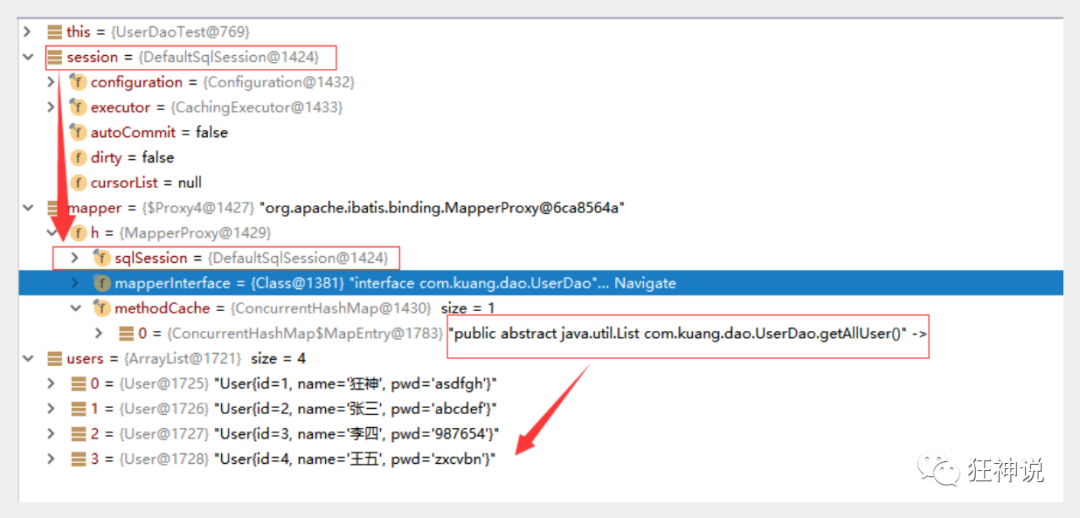 this = {UserDaoTest@769}
session = {DefaultSqlSession@1424}
configuration = {Configuration@1432}
executor = {CachingExecutor@1433}
autoCommit = false
dirty = false
cursorList = null
mapper = {$Proxy4@1427} "org.apache.ibatis.binding.MapperProxy@6ca8564a"
h = {MapperProxy@1429}
sqlSession = {DefaultSqlSession@1424}
mapperInterface = {Class@1381} "interface com.kuang.dao.UserDao"... Navigate
methodCache = {ConcurrentHashMap@1430} size = 1
0 = {ConcurrentHashMap$MapEntry@1783} "public abstract java.util.List com.kuang.dao.UserDao.getAllUser()" ->
users = {ArrayList@1721} size = 4
0 = {User@1725} "User{id=1, name='狂神', pwd='asdfgh'}"
1 = {User@1726} "User{id=2, name='张三', pwd='abcdef'}"
2 = {User@1727} "User{id=3, name='李四', pwd='987654'}"
3 = {User@1728} "User{id=4, name='王五', pwd='zxcvbn'}"
狂神说